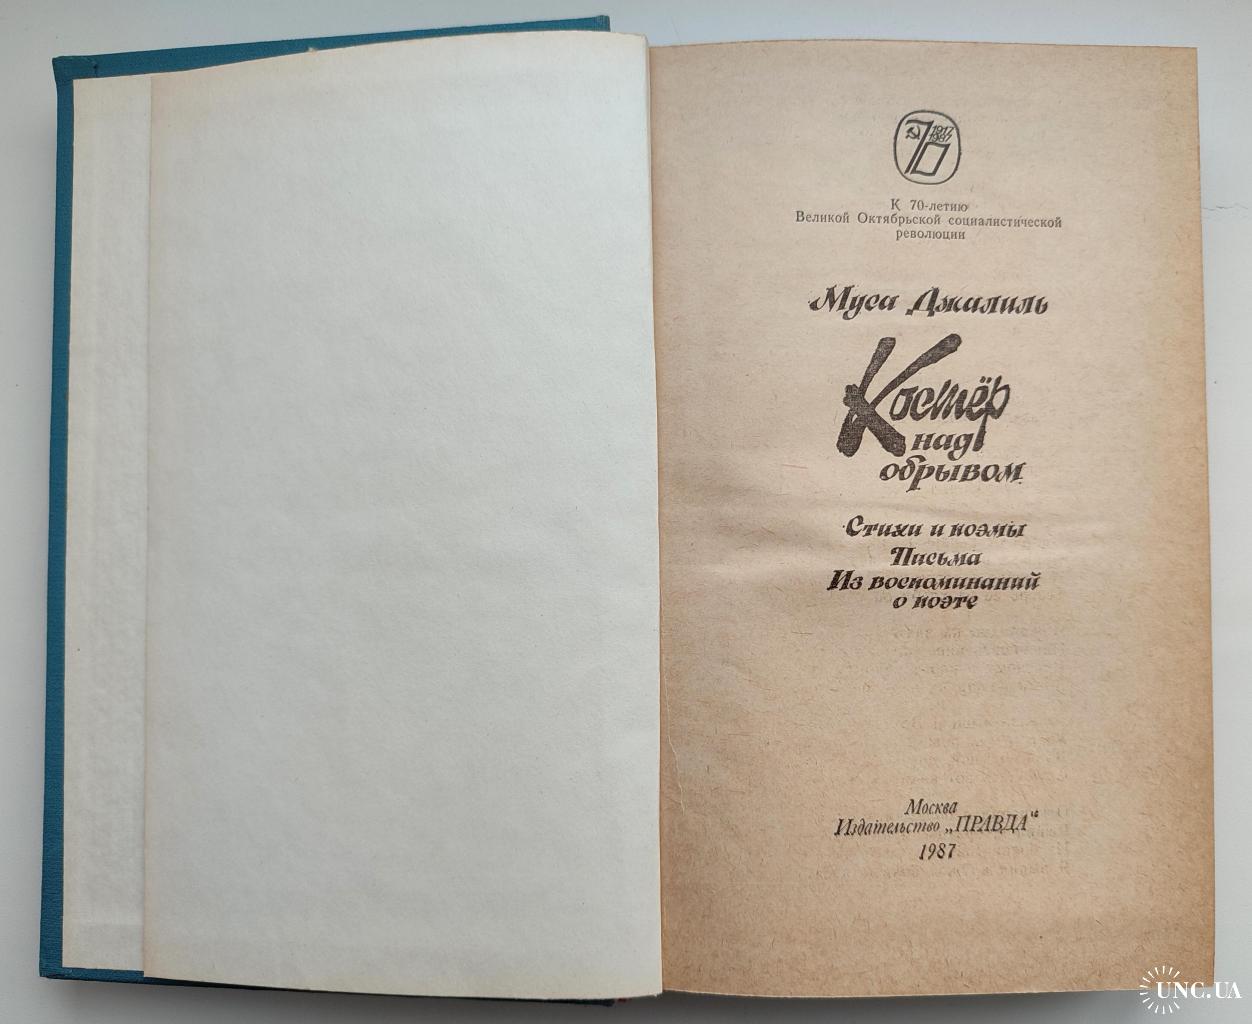 70
1917
1987
К 70-летию
Великой Октябрьской социалистической
революции
Муса Джалиль
Костёр
над
обрывом
Стихи и поэмы
Письма
Из воспоминаний
о поэте
Москва
Издательство „ПРАВДА“
1987
UNC.UA